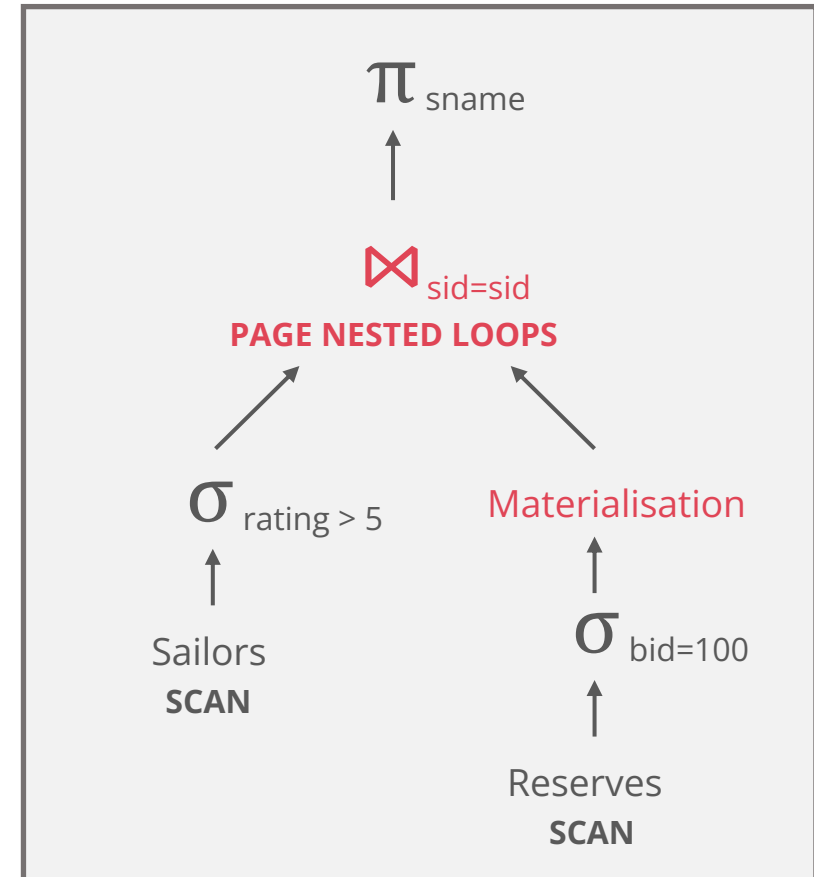 π sname
⋈ sid=sid
PAGE NESTED LOOPS
σ rating > 5
Materialisation
σ bid=100
Sailors
SCAN
Reserves
SCAN